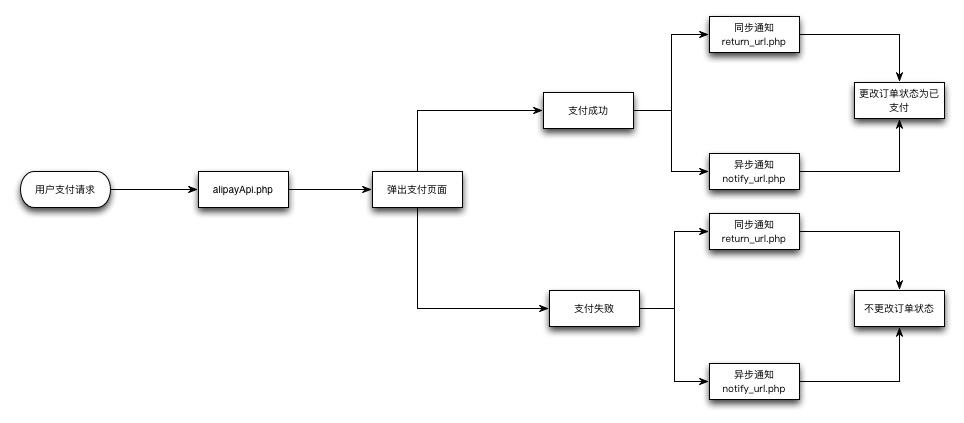 用户支付请求
alipayApi.php
弹出支付页面
支付成功
同步通知
return_url.php
异步通知
notify_url.php
更改订单状态为已
支付
支付失败
同步通知
return_url.php
异步通知
notify_url.php
不更改订单状态